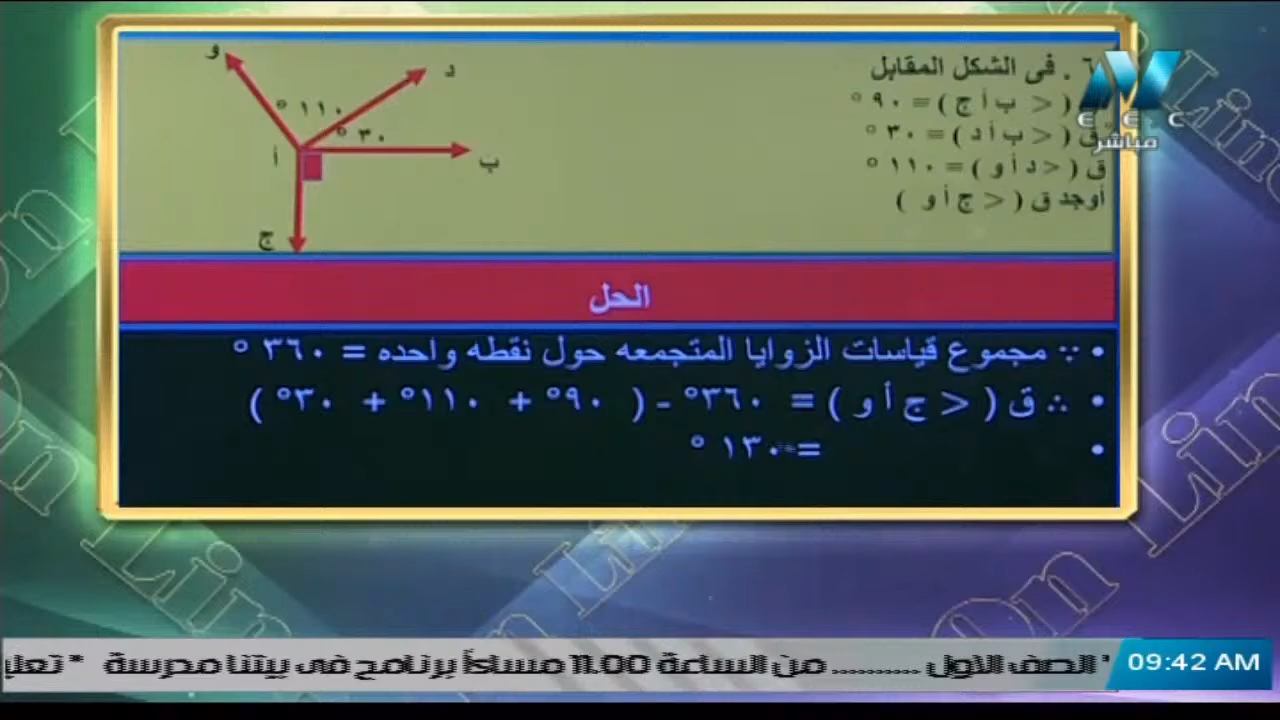 ٦ . فى الشكل المقابل
( > ب أ ج ) = ٩٠ °
ق ( > ب أ د ) = ٣٠ °
ق ( > د أ و ) = ١١٠ °
أوجد ق ( > ج أ و )
و
د
١١٠ °
٣٠ °
أ
ب
ج
EEC
مباشر
الحل
• ∵ مجموع قياسات الزوايا المتجمعه حول نقطه واحده = ٣٦٠ °
• ∴ ق ( > ج أ و ) = ٣٦٠° - ( ٩٠° + ١١٠° + ٣٠° )
• = ١٣٠ °
" الصف الاول .......... من الساعة 11.00 مساءاً برنامج فى بيتنا مدرسة " تعلي
09:42 AM